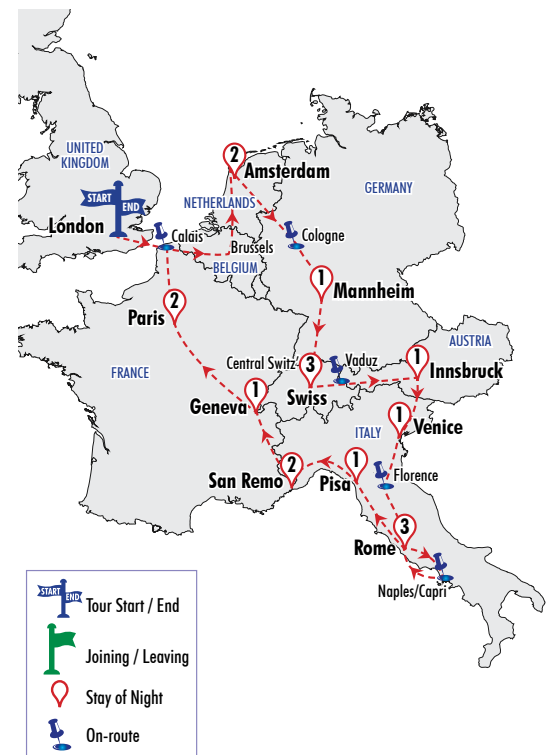 UNITED
KINGDOM
START
END
London
Calais
2
Amsterdam
NETHERLANDS
GERMANY
Brussels
BELGIUM
Cologne
1
Mannheim
2
Paris
FRANCE
Central Switz
3
Swiss
Vaduz
1
Innsbruck
AUSTRIA
1
Geneva
ITALY
1
Venice
2
San Remo
1
Pisa
Florence
3
Rome
Naples/Capri
START
END
Tour Start / End
Joining / Leaving
Stay of Night
On-route